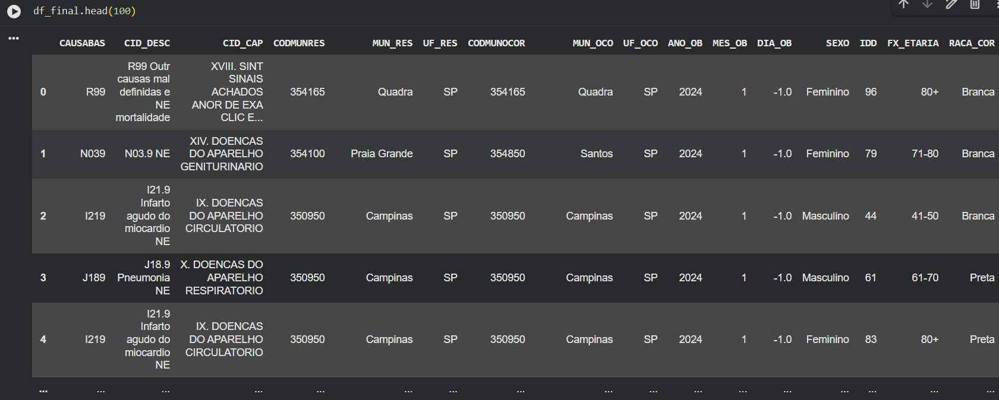 df_final.head(100)
CAUSABAS CID_DESC CID_CAP CODMUNRES MUN_RES UF_RES CODMUNOCOR MUN_OCO UF_OCO ANO_OB MES_OB DIA_OB SEXO IDD FX_ETARIA RACA_COR
0 R99 R99 Outr causas mal definidas e NE mortalidade XVIII. SINT SINAIS ACHADOS ANOR DE EXA CLIC E... 354165 Quadra SP 354165 Quadra SP 2024 1 -1.0 Feminino 96 80+ Branca
1 N039 N03.9 NE XIV. DOENCAS DO APARELHO GENITURINARIO 354100 Praia Grande SP 354850 Santos SP 2024 1 -1.0 Feminino 79 71-80 Branca
2 I219 I21.9 Infarto agudo do miocardio NE IX. DOENCAS DO APARELHO CIRCULATORIO 350950 Campinas SP 350950 Campinas SP 2024 1 -1.0 Masculino 44 41-50 Branca
3 J189 J18.9 Pneumonia NE X. DOENCAS DO APARELHO RESPIRATORIO 350950 Campinas SP 350950 Campinas SP 2024 1 -1.0 Masculino 61 61-70 Preta
4 I219 I21.9 Infarto agudo do miocardio NE IX. DOENCAS DO APARELHO CIRCULATORIO 350950 Campinas SP 350950 Campinas SP 2024 1 -1.0 Feminino 83 80+ Preta
... ... ... ... ... ... ... ... ... ... ... ... ... ... ... ... ...